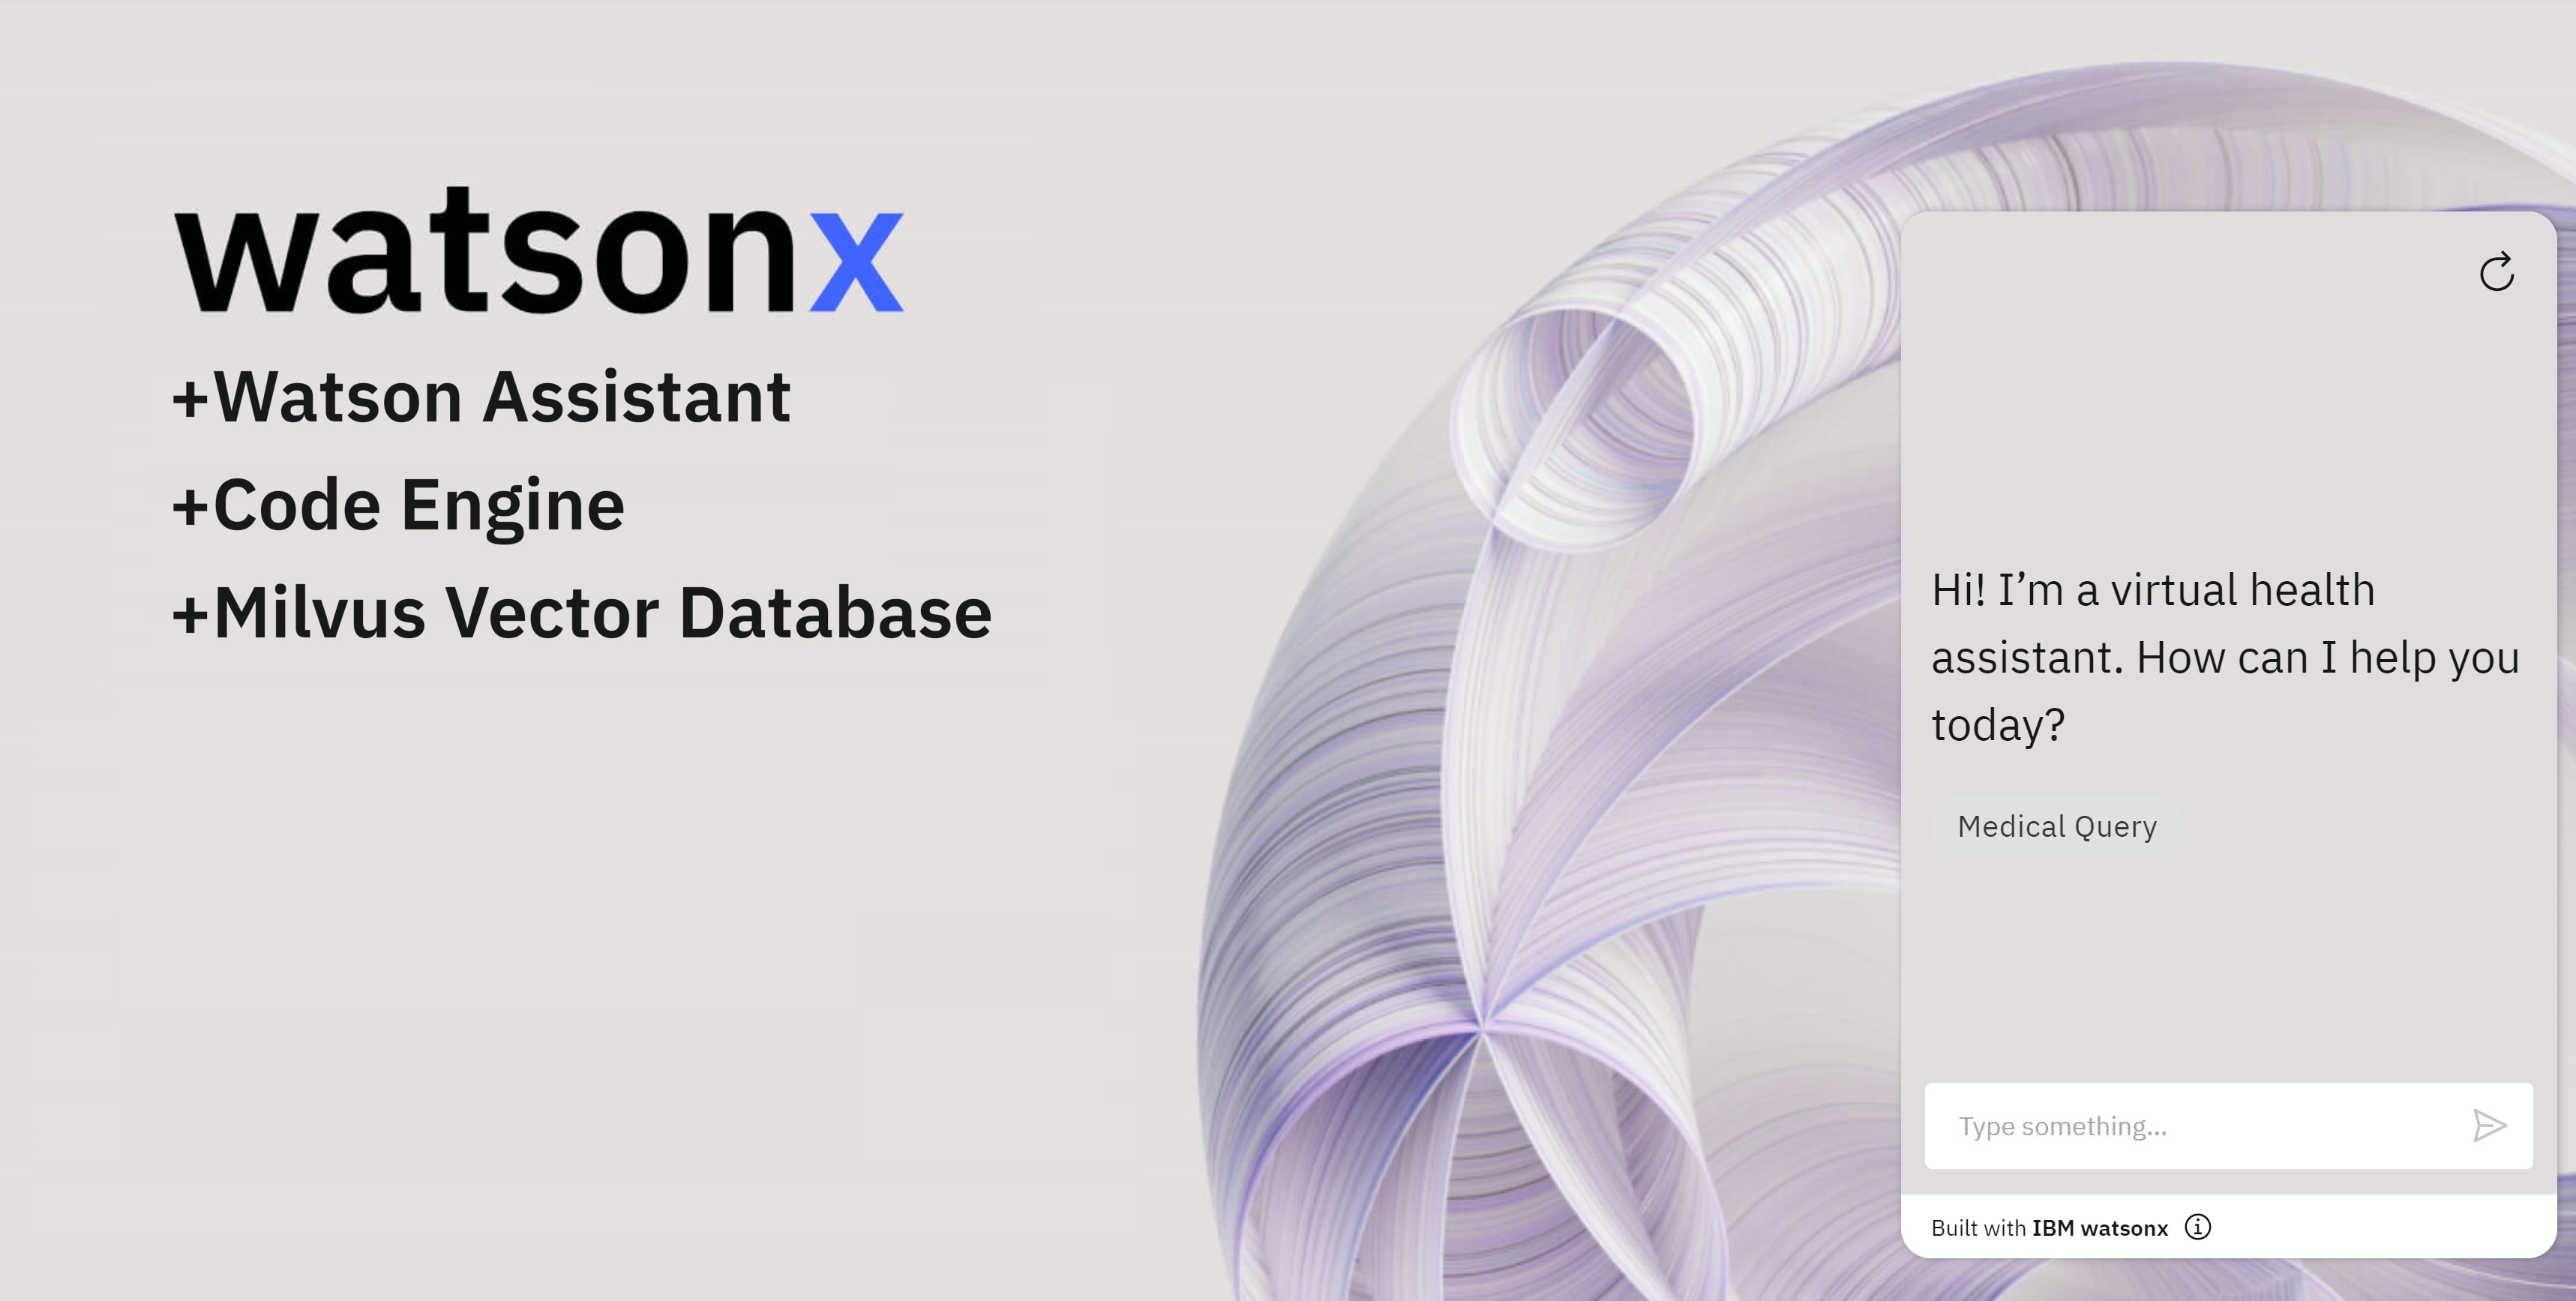 watsonx
+Watson Assistant
+Code Engine
+Milvus Vector Database
Hi! I’m a virtual health
assistant. How can I help you
today?
Medical Query
Type something...
Built with IBM watsonx